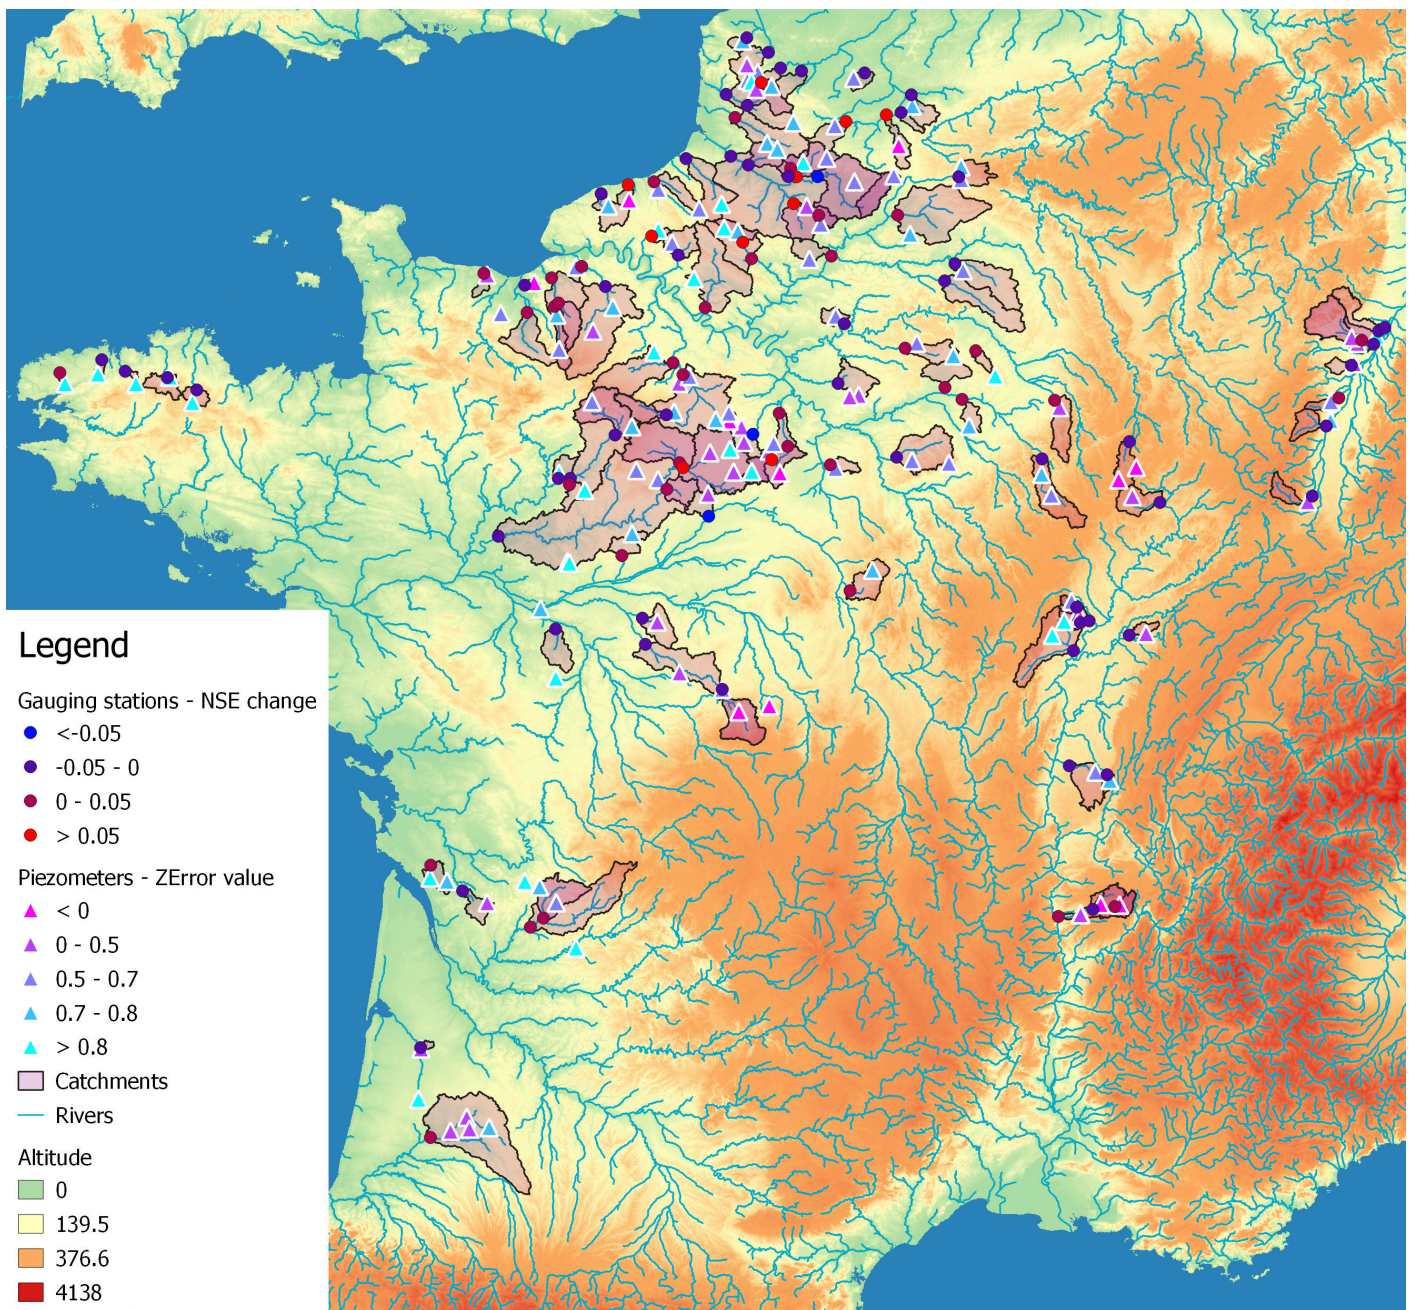 Legend
Gauging stations - NSE change
<-0.05
-0.05 - 0
0 - 0.05
> 0.05
Piezometers - ZError value
< 0
0 - 0.5
0.5 - 0.7
0.7 - 0.8
> 0.8
Catchments
Rivers
Altitude
0
139.5
376.6
4138